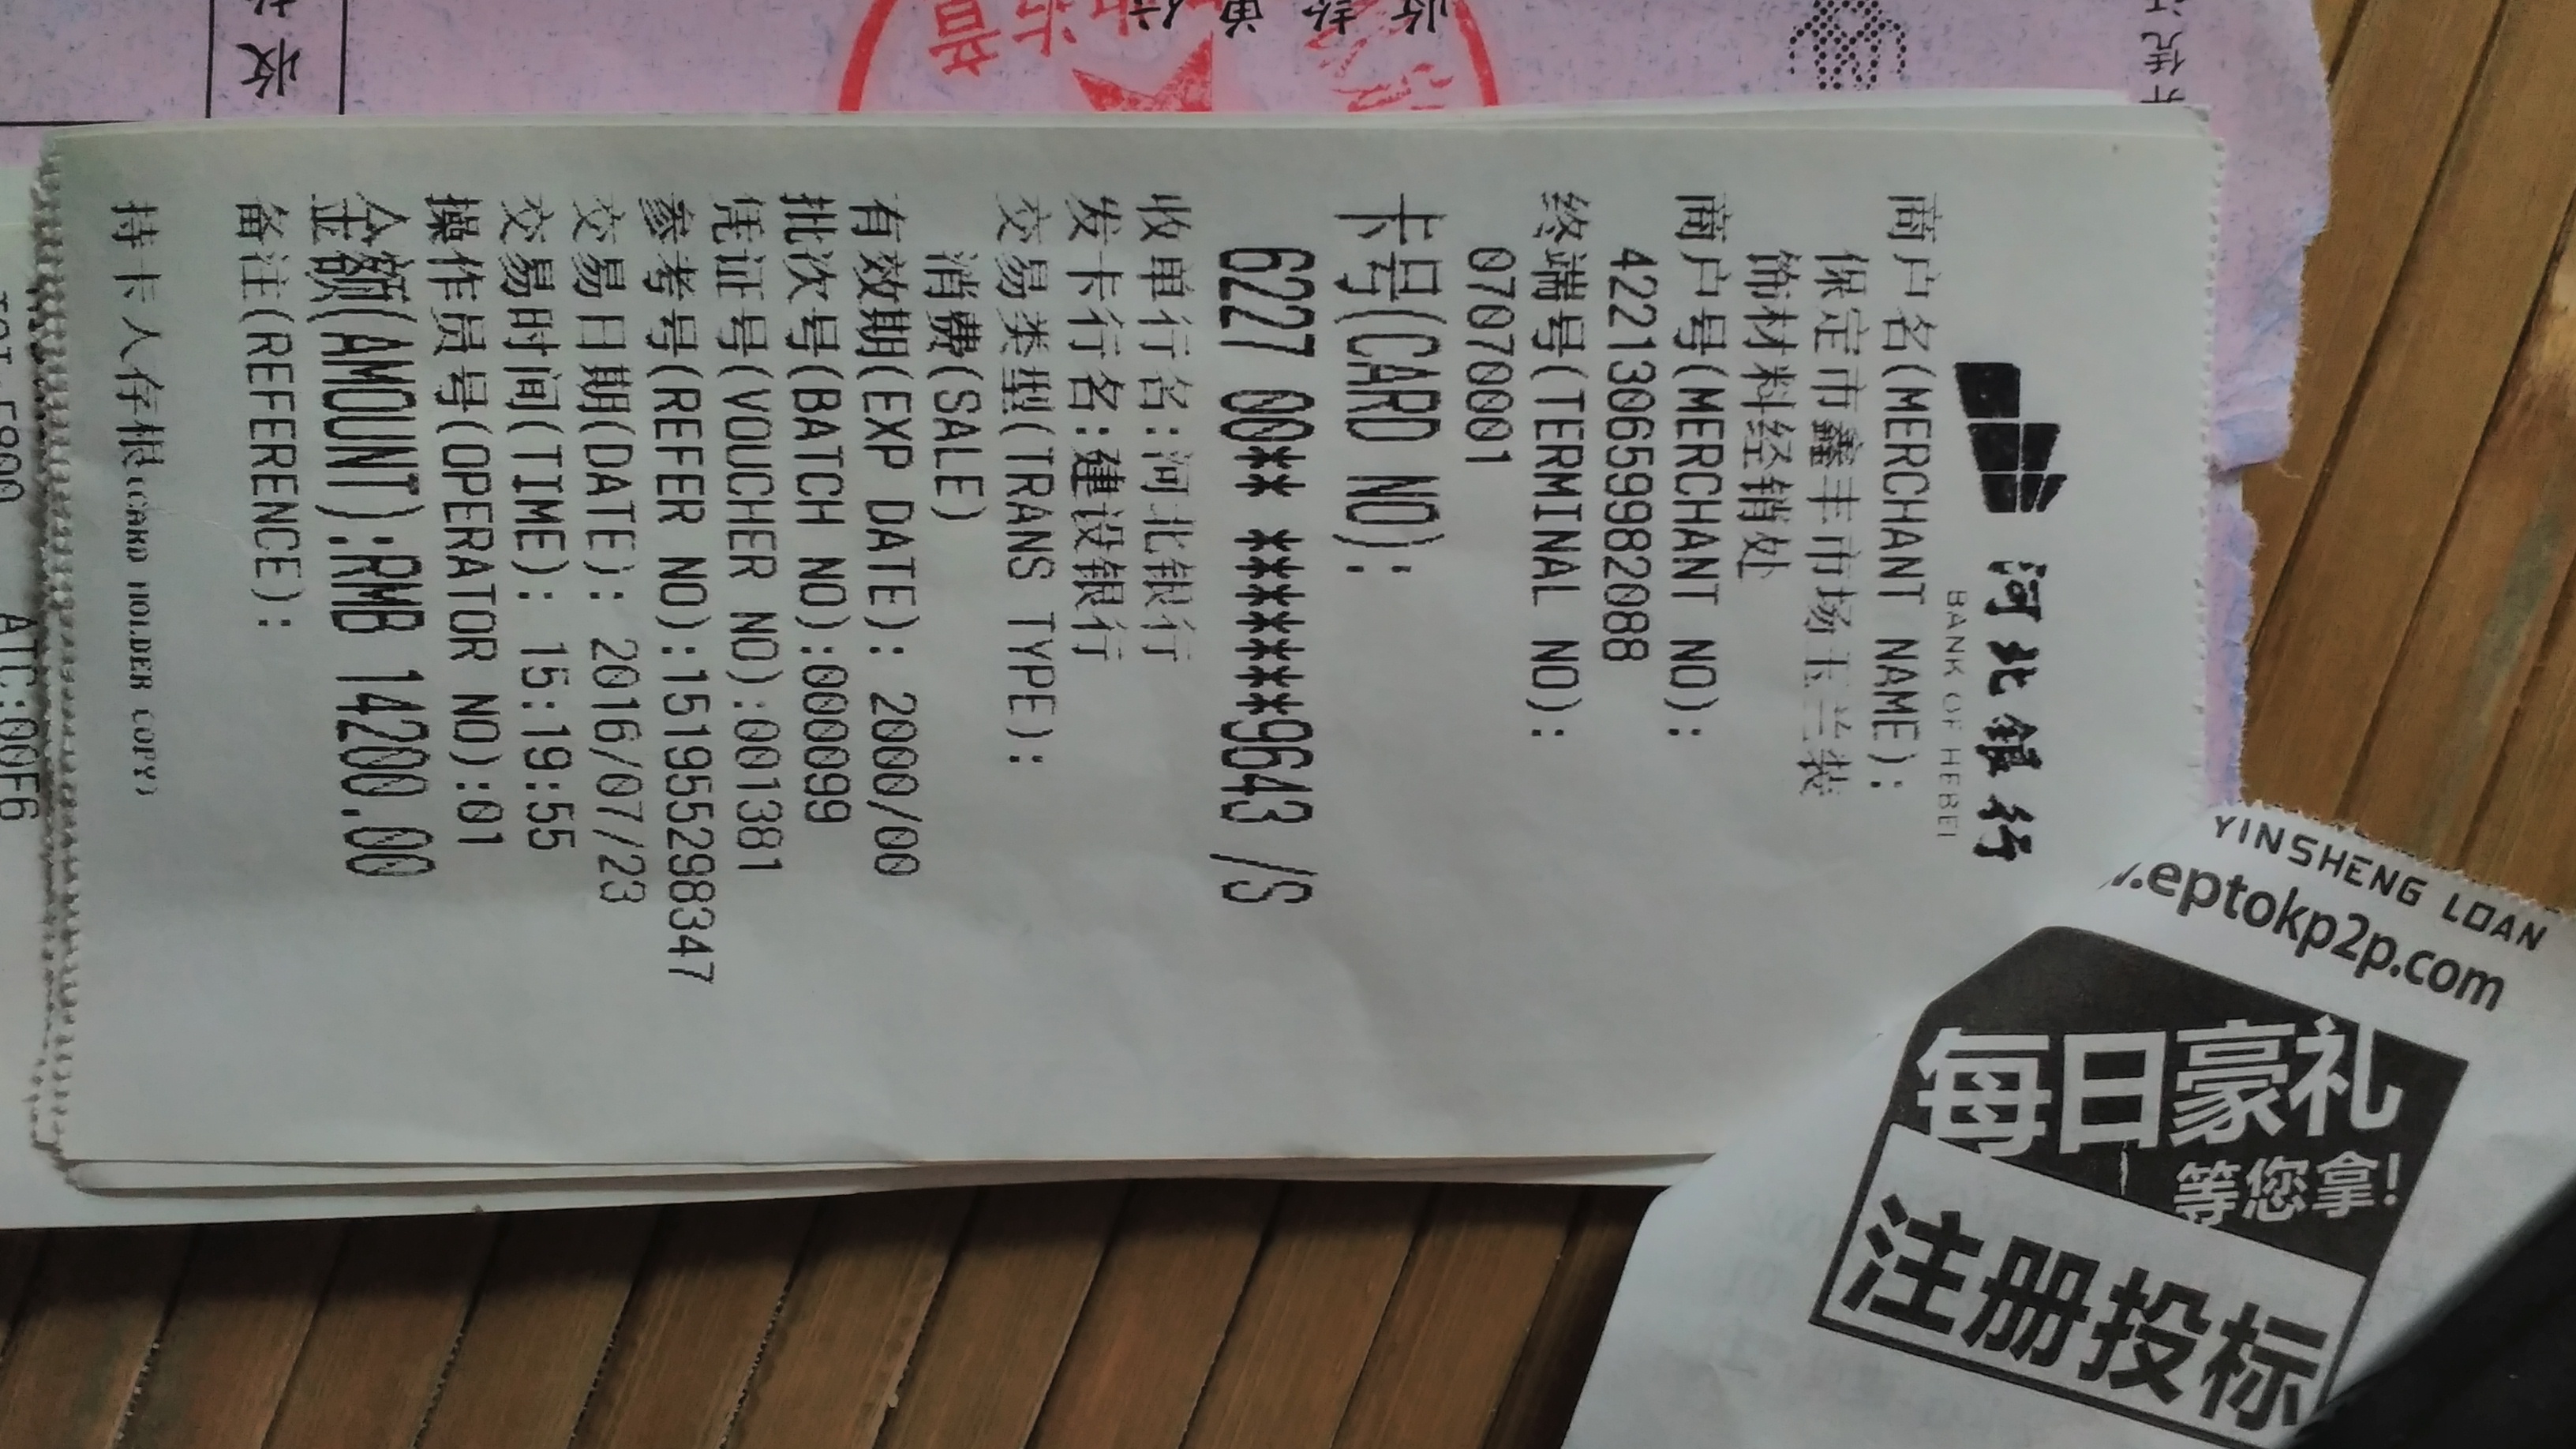 河北银行
BANK OF HEBEI
商户名(MERCHANT NAME):
保定市鑫丰市场玉兰装
饰材料经销处
商户号(MERCHANT NO):
422130659982088
终端号(TERMINAL NO):
07070001
卡号(CARD NO):
6227 00** *******9643 /S
收单行名:河北银行
发卡行名:建设银行
交易类型(TRANS TYPE):
消费(SALE)
有效期(EXP DATE): 2000/00
批次号(BATCH NO):000099
凭证号(VOUCHER NO):001381
参考号(REFER NO):151955298347
交易日期(DATE): 2016/07/23
交易时间(TIME): 15:19:55
操作员号(OPERATOR NO):01
金额(AMOUNT):RMB 14200.00
备注(REFERENCE):
持卡人存根(CARD HOLDER COPY)
ATC:00F6
收
YINSHENG LOAN
.eptokp2p.com
每日豪礼
等您拿!
注册投标